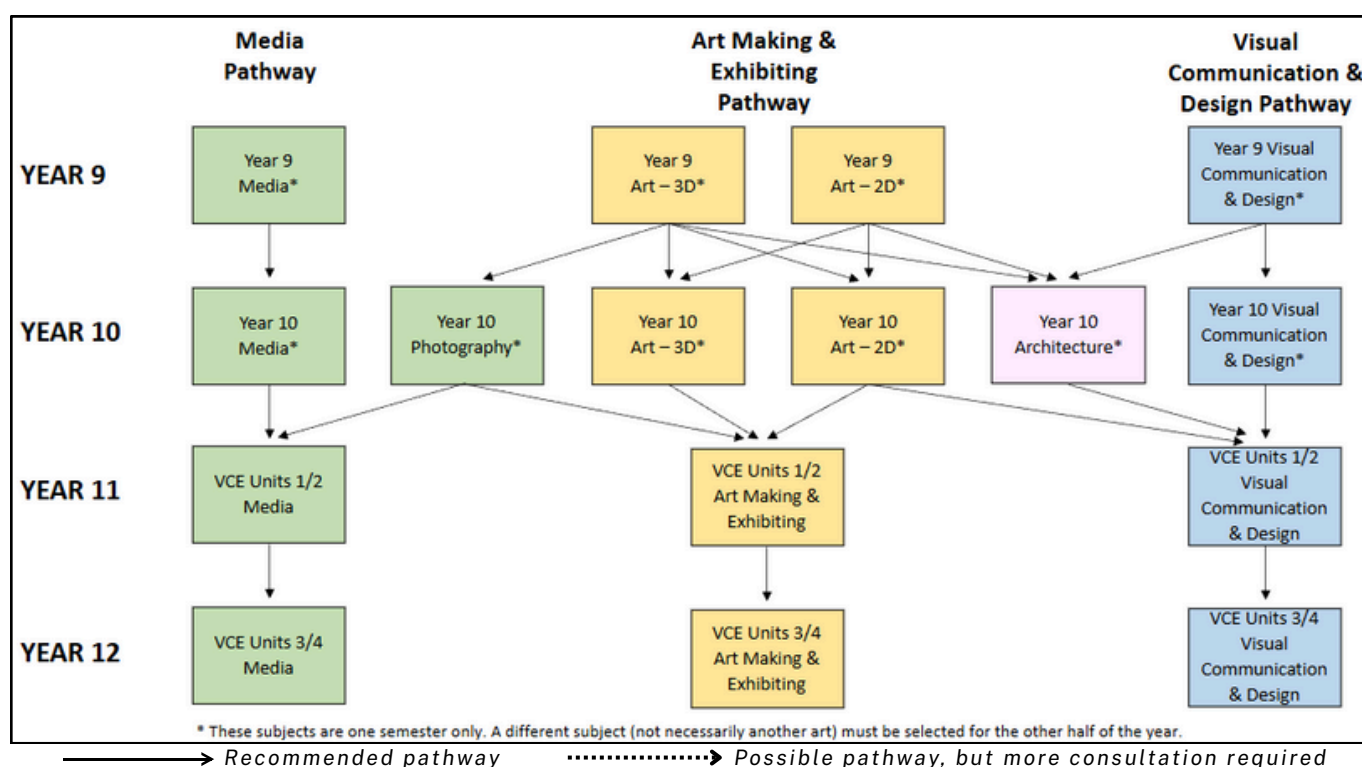 Media
Pathway
Art Making &
Exhibiting
Pathway
Visual
Communication &
Design Pathway
YEAR 9
Year 9
Media*
Year 9
Art – 3D*
Year 9
Art – 2D*
Year 9 Visual
Communication
& Design*
YEAR 10
Year 10
Media*
Year 10
Photography*
Year 10
Art – 3D*
Year 10
Art – 2D*
Year 10
Architecture*
Year 10 Visual
Communication
& Design*
YEAR 11
VCE Units 1/2
Media
VCE Units 1/2
Art Making &
Exhibiting
VCE Units 1/2
Visual
Communication
& Design
YEAR 12
VCE Units 3/4
Media
VCE Units 3/4
Art Making &
Exhibiting
VCE Units 3/4
Visual
Communication
& Design
* These subjects are one semester only. A different subject (not necessarily another art) must be selected for the other half of the year.
Recommended pathway
Possible pathway, but more consultation required